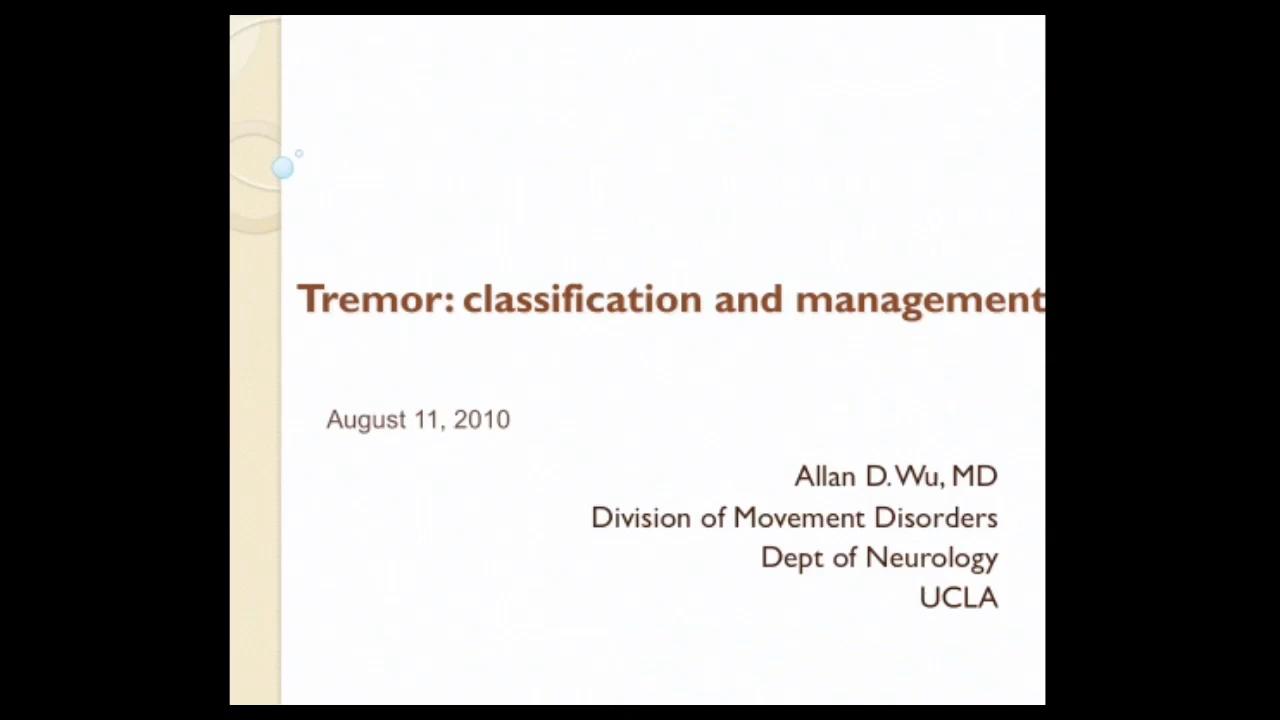 Tremor: classification and management
August 11, 2010
Allan D. Wu, MD
Division of Movement Disorders
Dept of Neurology
UCLA